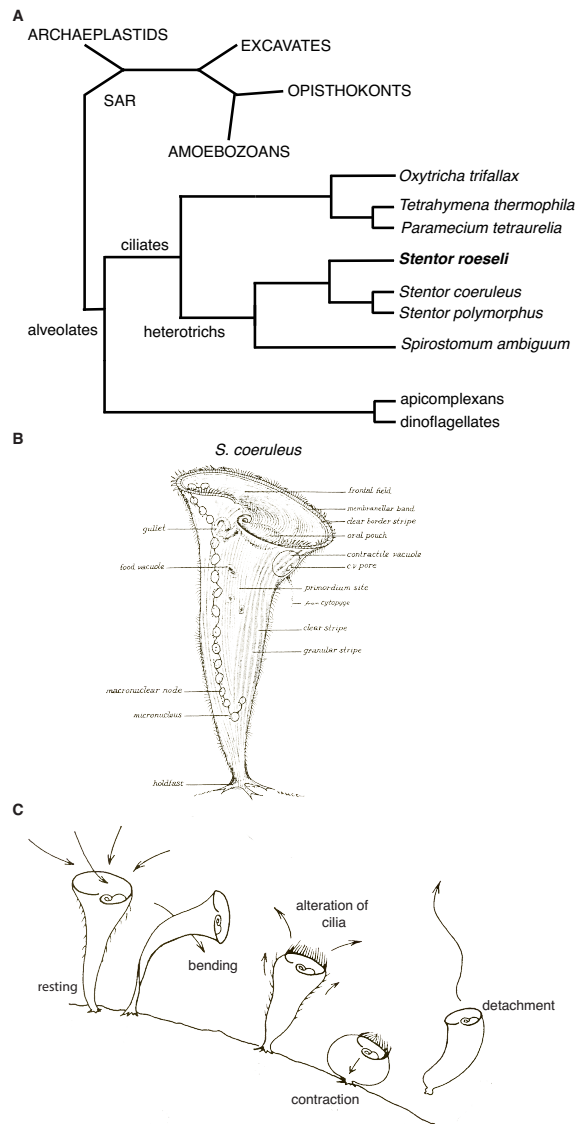 A
ARCHAEPLASTIDS
EXCAVATES
SAR
OPISTHOKONTS
AMOEBOZOANS
Oxytricha trifallax
Tetrahymena thermophila
Paramecium tetraurelia
ciliates
Stentor roeseli
Stentor coeruleus
Stentor polymorphus
alveolates
heterotrichs
Spirostomum ambiguum
apicomplexans
dinoflagellates
B
S. coeruleus
frontal field
membranellar band
clear border stripe
gullet
oral pouch
contractile vacuole
c v pore
food vacuole
primordium site
cytopyge
clear stripe
granular stripe
macronuclear node
micronucleus
holdfast
C
resting
bending
alteration of
cilia
contraction
detachment